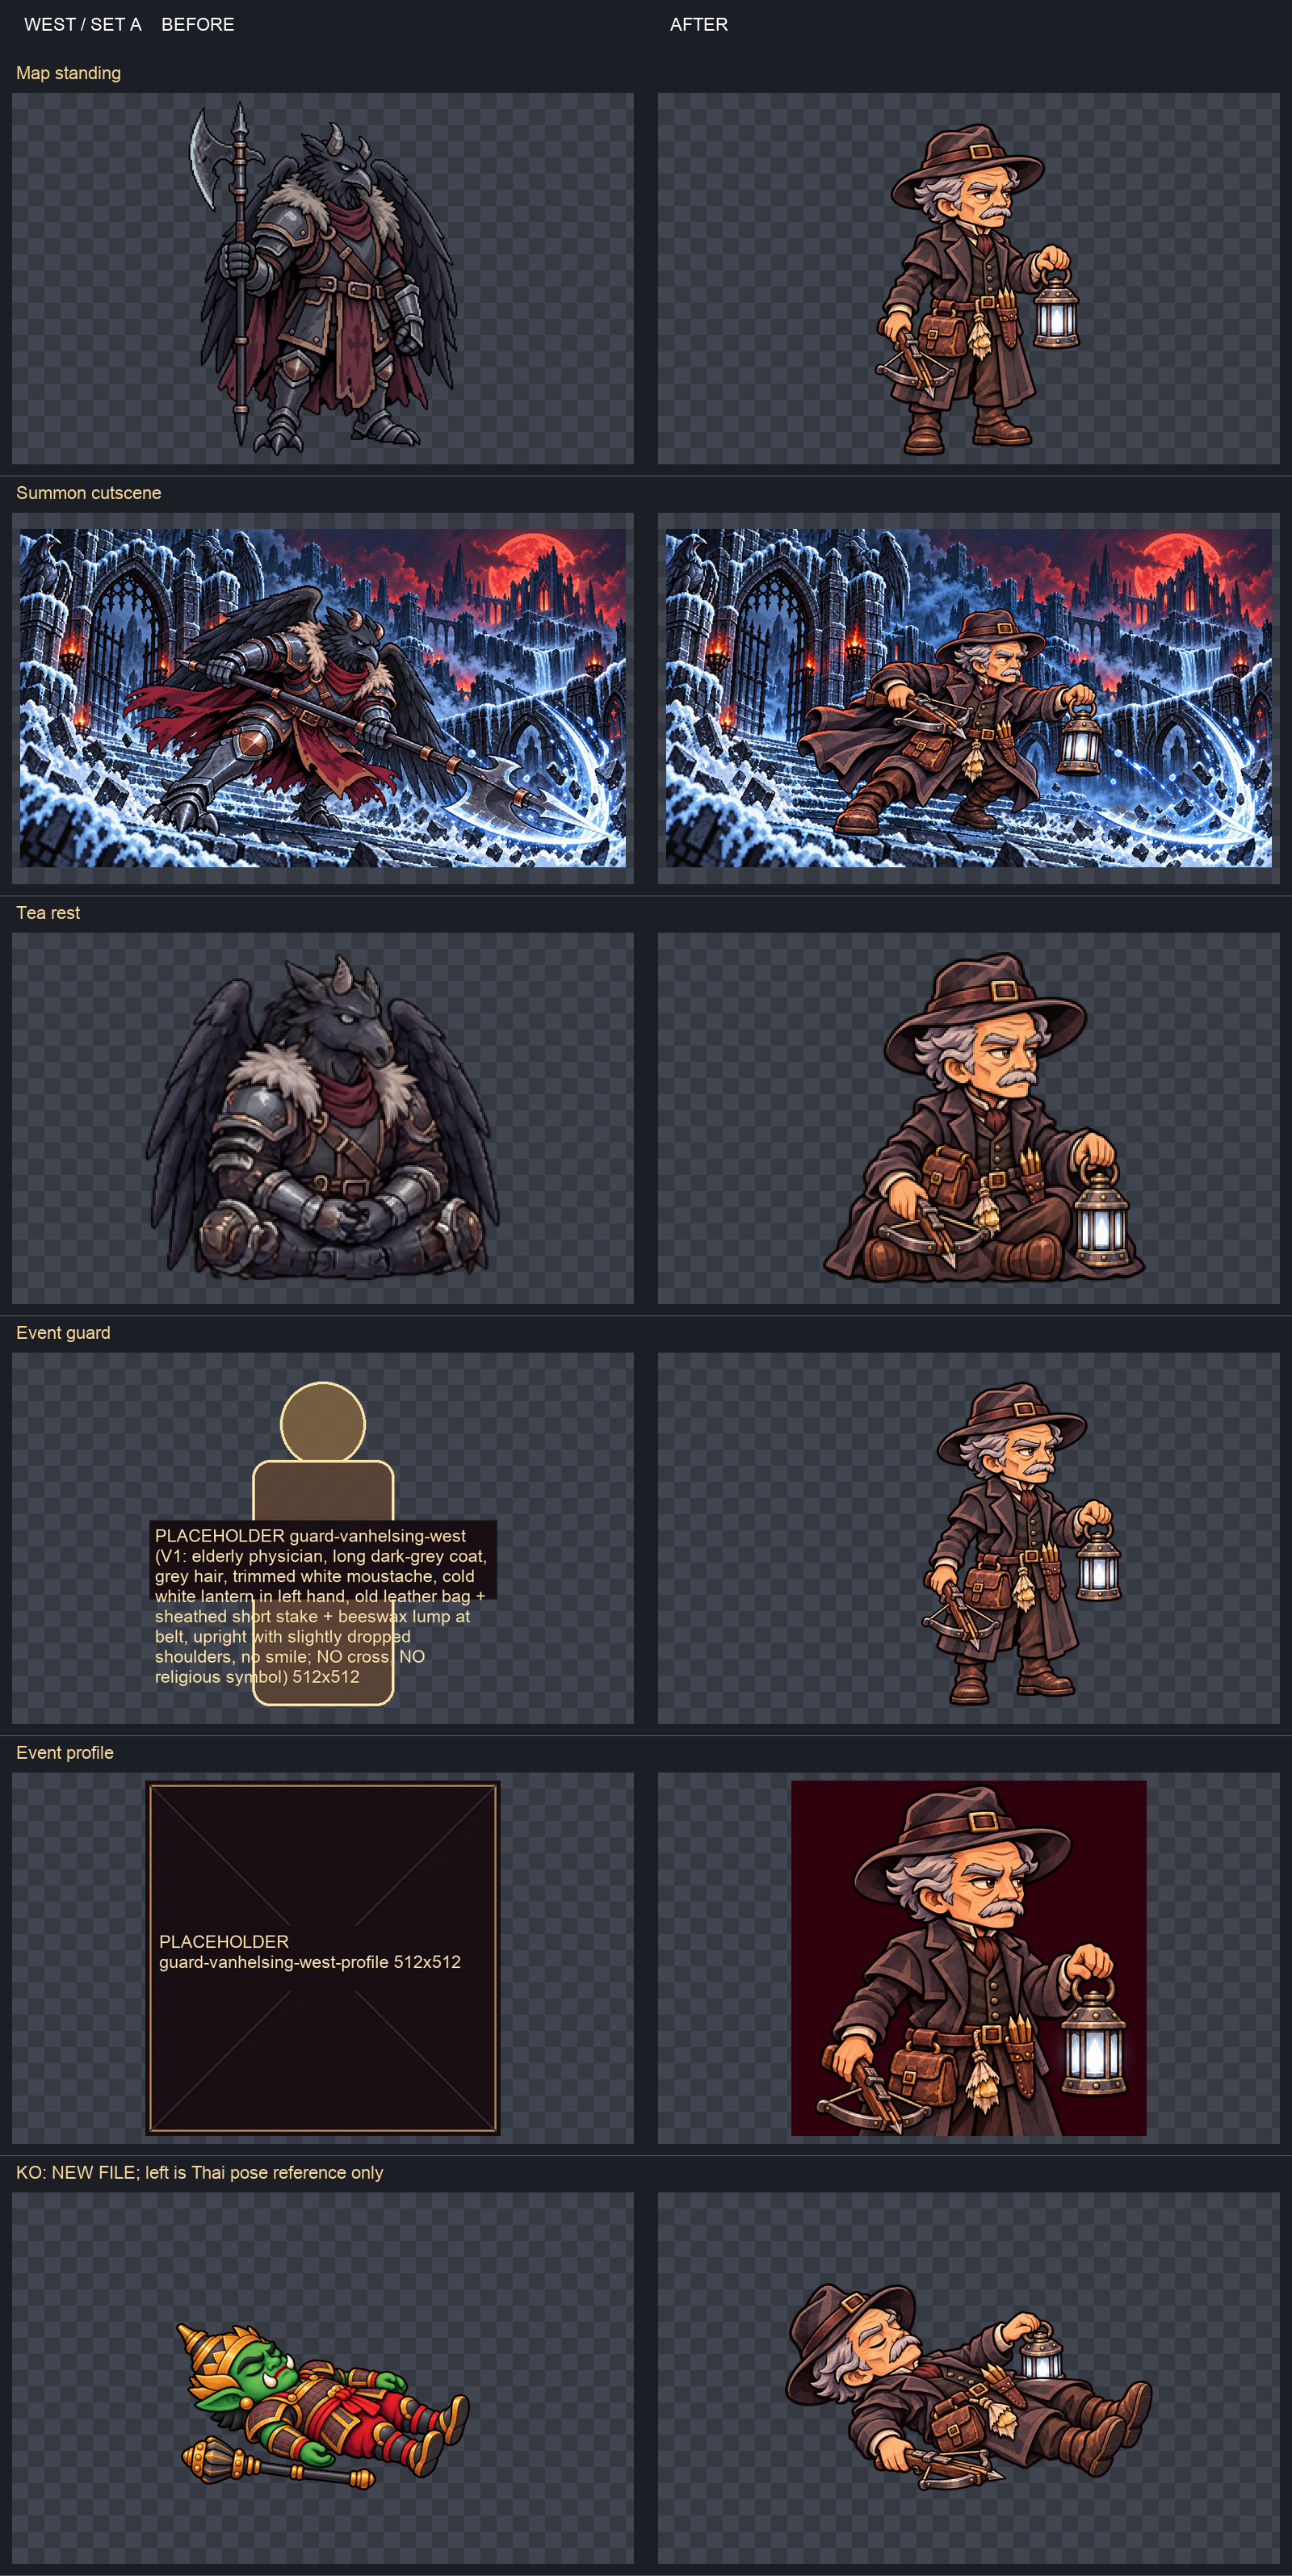 WEST / SET A BEFORE
AFTER
Map standing
Summon cutscene
Tea rest
Event guard
PLACEHOLDER guard-vanhelsing-west
(V1: elderly physician, long dark-grey coat,
grey hair, trimmed white moustache, cold
white lantern in left hand, old leather bag +
sheathed short stake + beeswax lump at
belt, upright with slightly dropped
shoulders, no smile; NO cross, NO
religious symbol) 512x512
Event profile
PLACEHOLDER
guard-vanhelsing-west-profile 512x512
KO: NEW FILE; left is Thai pose reference only